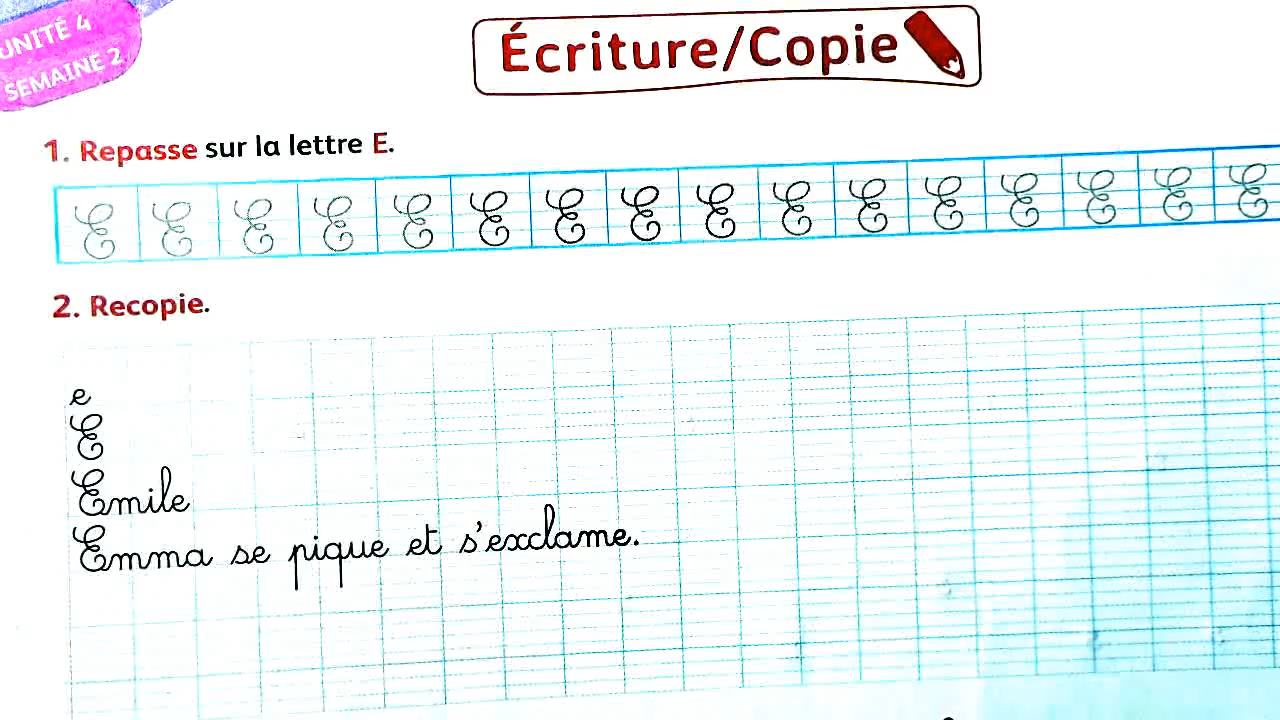 UNITÉ 4
SEMAINE 2
Écriture/Copie
1. Repasse sur la lettre E.
E E E E E E E E E E E E E E E E
2. Recopie.
e
E
Emile
Emma se pique et s'exclame.